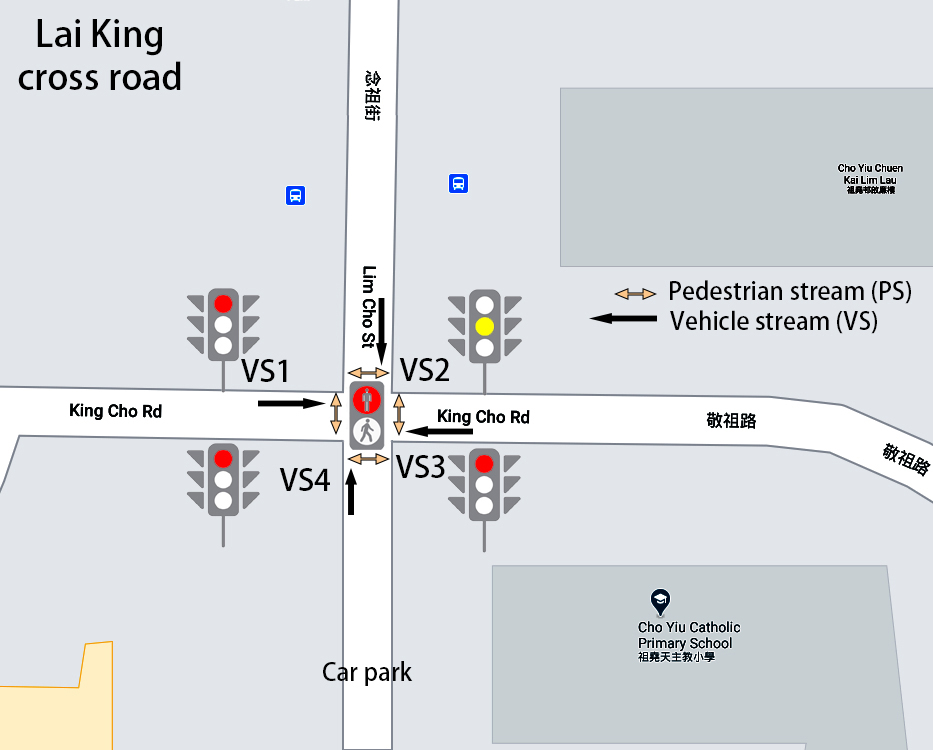 Lai King
cross road
念祖街
Cho Yiu Chuen
Kai Lim Lau
祖堯邨啟廉樓
Lim Cho St
Pedestrian stream (PS)
Vehicle stream (VS)
VS1
VS2
King Cho Rd
King Cho Rd
敬祖路
敬祖路
VS4
VS3
Cho Yiu Catholic
Primary School
祖堯天主教小學
Car park